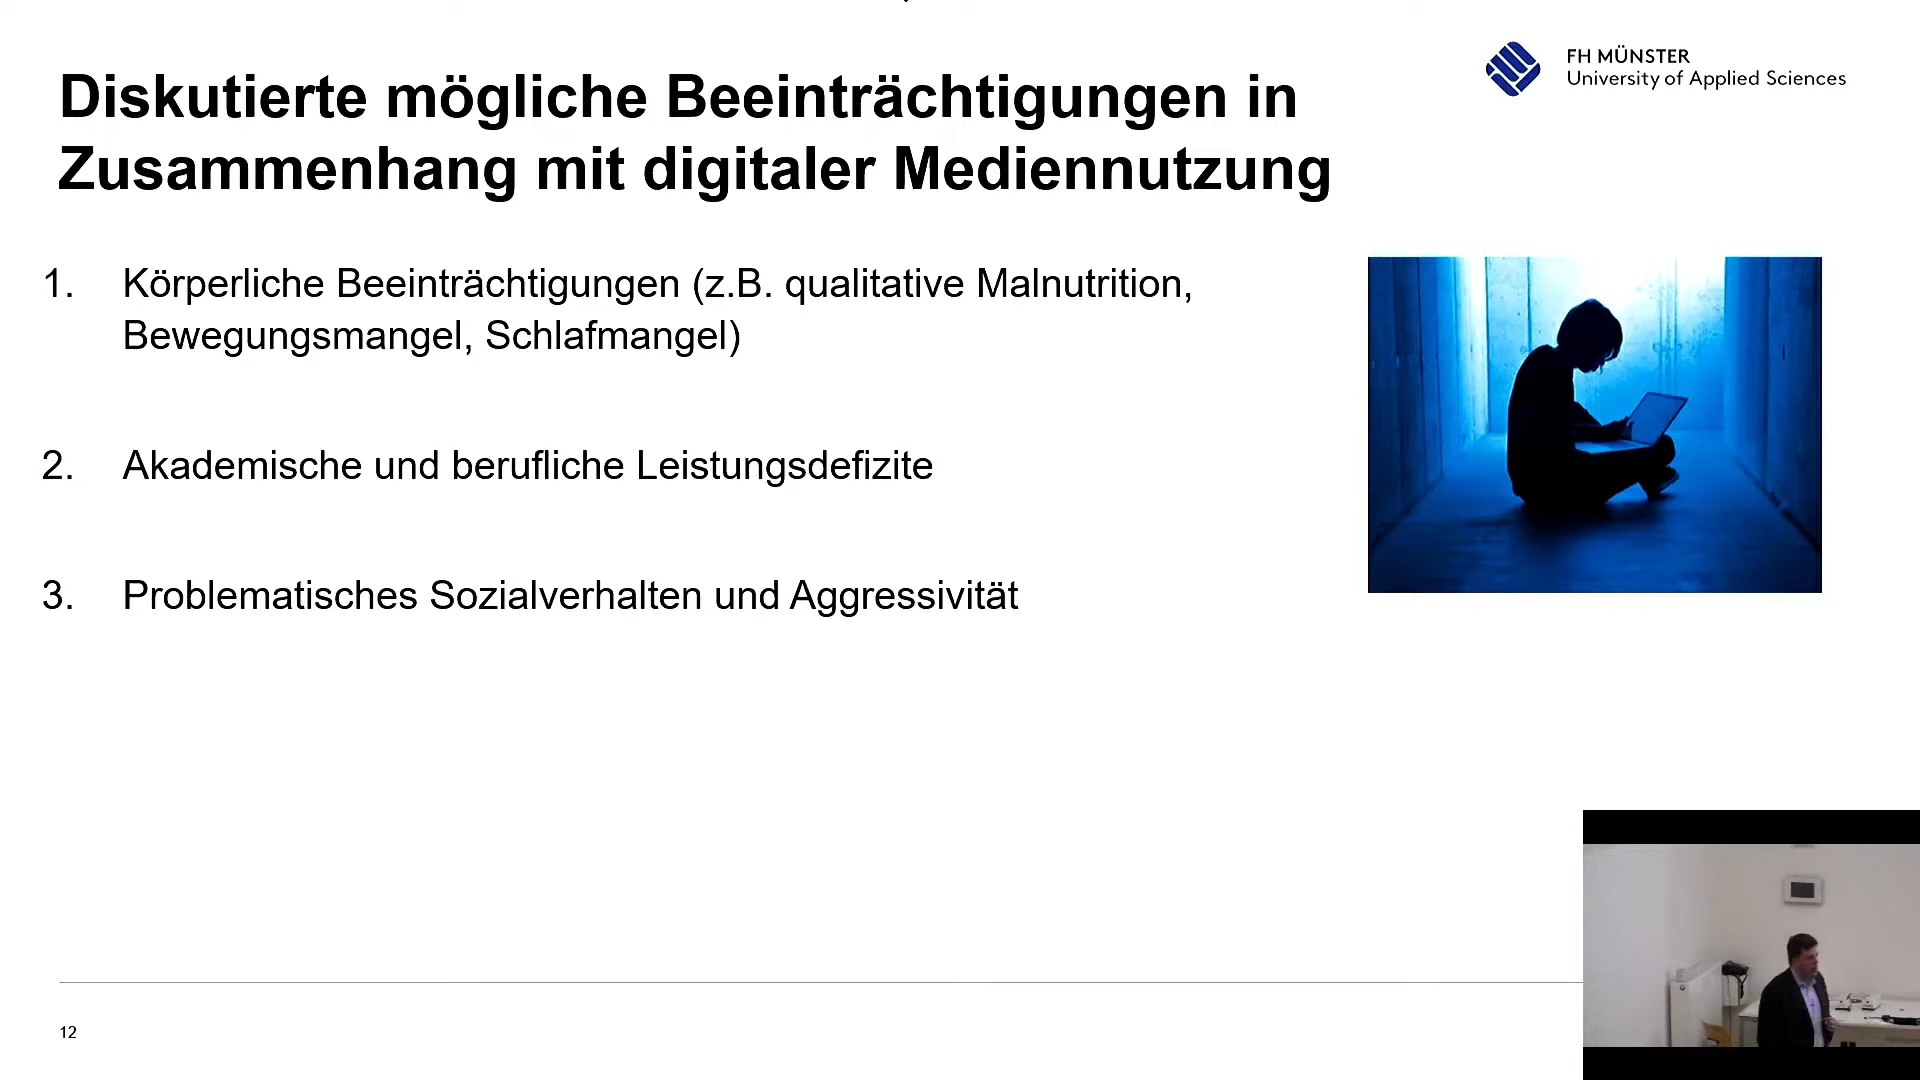 FH MÜNSTER
University of Applied Sciences
Diskutierte mögliche Beeinträchtigungen in
Zusammenhang mit digitaler Mediennutzung
1. Körperliche Beeinträchtigungen (z.B. qualitative Malnutrition,
Bewegungsmangel, Schlafmangel)
2. Akademische und berufliche Leistungsdefizite
3. Problematisches Sozialverhalten und Aggressivität
12